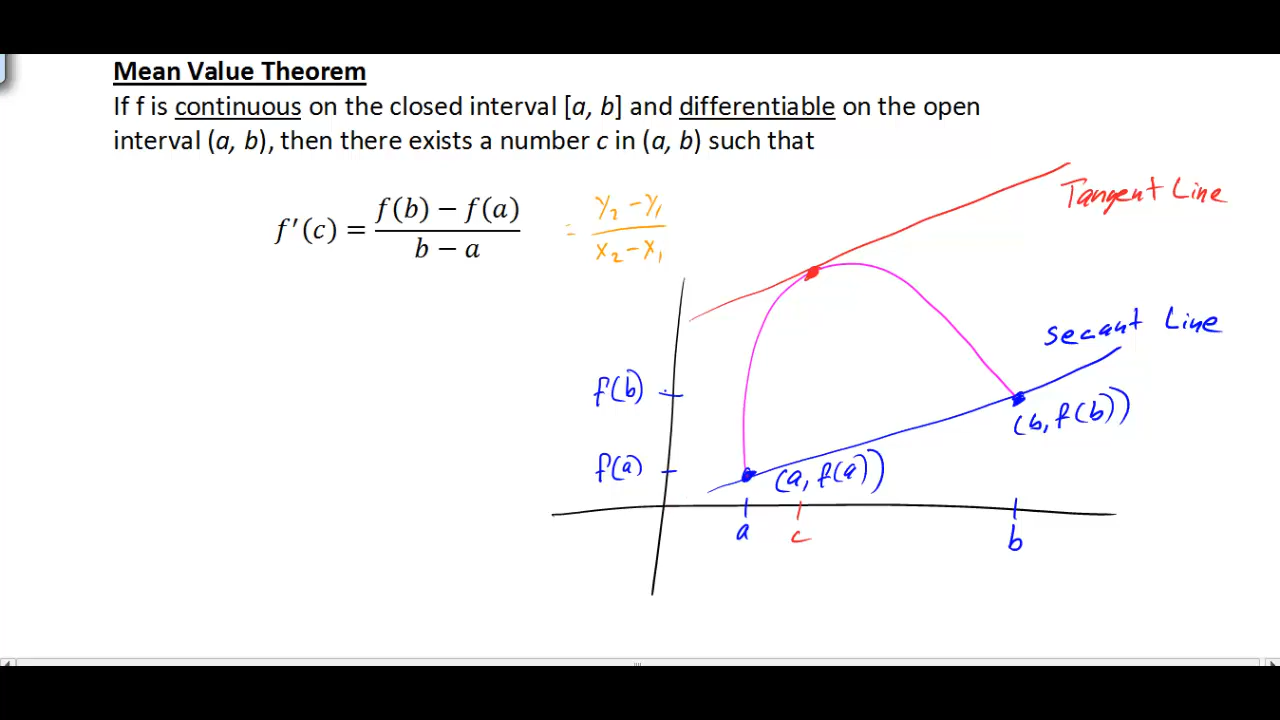 Mean Value Theorem
If f is continuous on the closed interval [a, b] and differentiable on the open
interval (a, b), then there exists a number c in (a, b) such that
f′(c) = f(b) − f(a) / b − a = y₂ − y₁ / x₂ − x₁
Tangent Line
secant Line
f(b)
(b, f(b))
f(a)
(a, f(a))
a
c
b